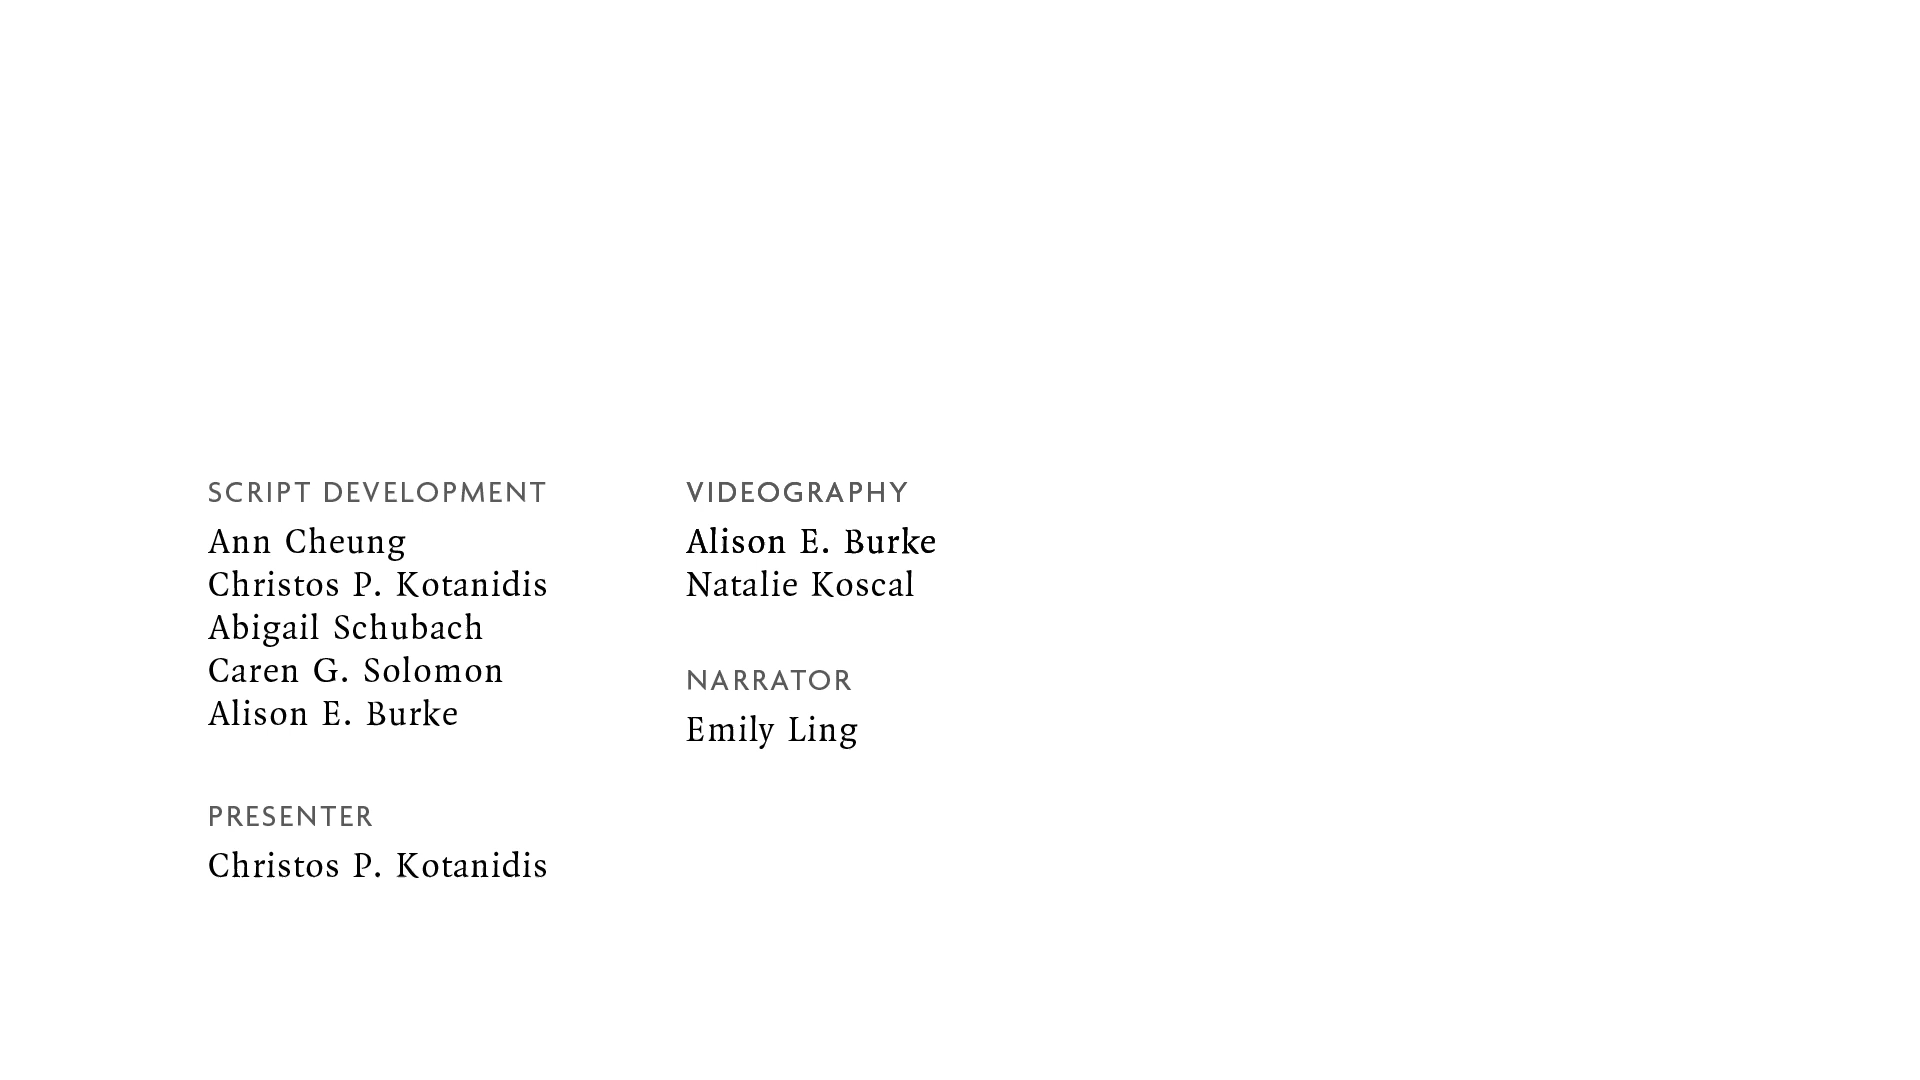 SCRIPT DEVELOPMENT
Ann Cheung
Christos P. Kotanidis
Abigail Schubach
Caren G. Solomon
Alison E. Burke
PRESENTER
Christos P. Kotanidis
VIDEOGRAPHY
Alison E. Burke
Natalie Koscal
NARRATOR
Emily Ling